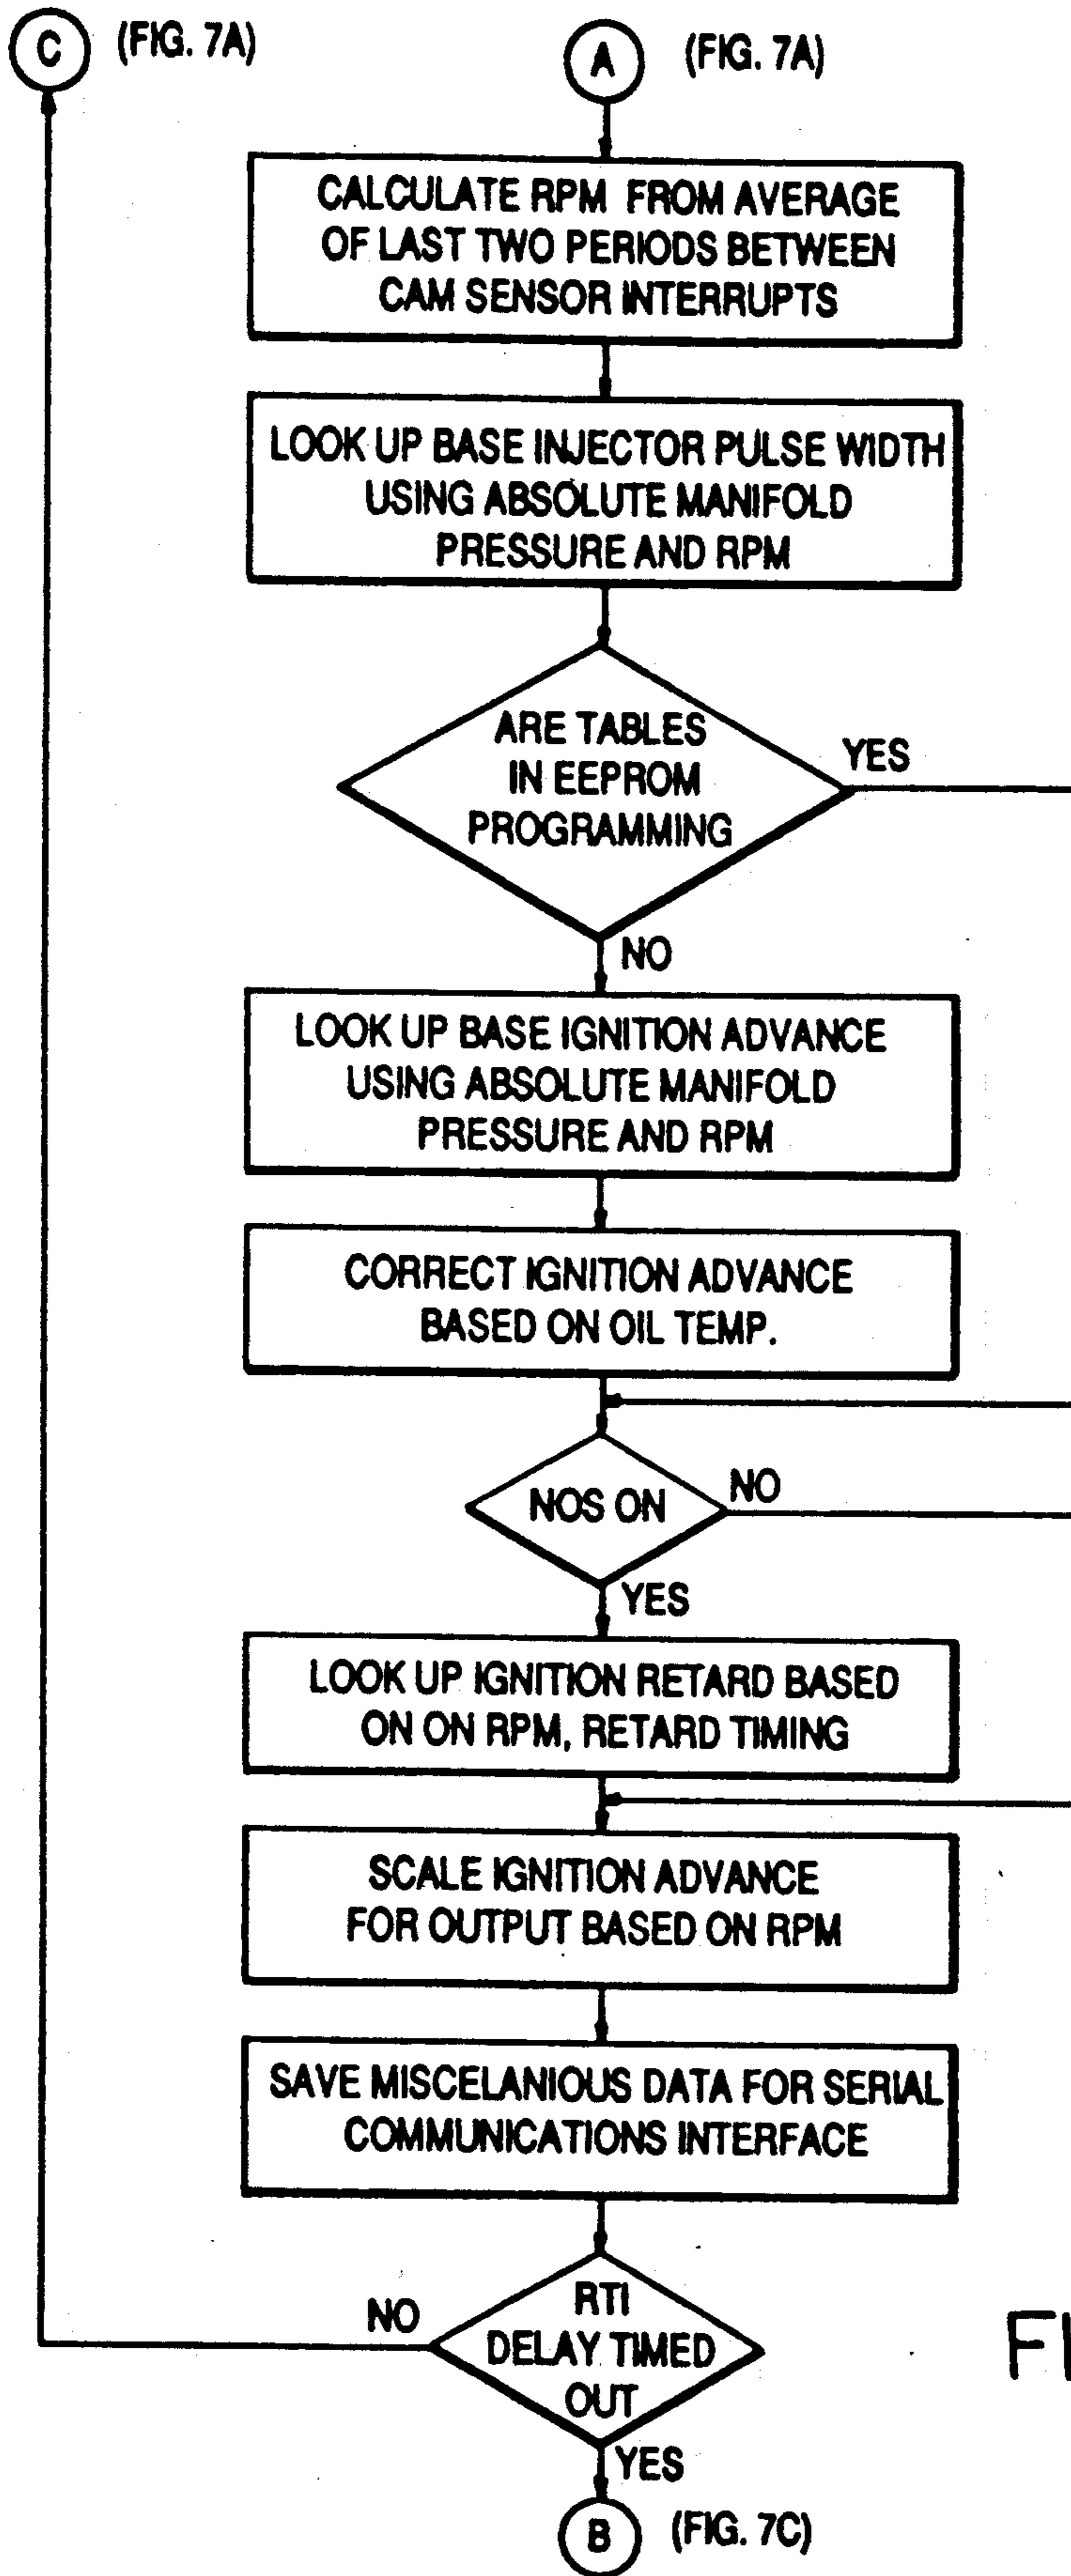 C (FIG. 7A)
A (FIG. 7A)
CALCULATE RPM FROM AVERAGE
OF LAST TWO PERIODS BETWEEN
CAM SENSOR INTERRUPTS
LOOK UP BASE INJECTOR PULSE WIDTH
USING ABSOLUTE MANIFOLD
PRESSURE AND RPM
ARE TABLES
IN EEPROM
PROGRAMMING
YES
NO
LOOK UP BASE IGNITION ADVANCE
USING ABSOLUTE MANIFOLD
PRESSURE AND RPM
CORRECT IGNITION ADVANCE
BASED ON OIL TEMP.
NOS ON
NO
YES
LOOK UP IGNITION RETARD BASED
ON ON RPM, RETARD TIMING
SCALE IGNITION ADVANCE
FOR OUTPUT BASED ON RPM
SAVE MISCELANIOUS DATA FOR SERIAL
COMMUNICATIONS INTERFACE
NO
RTI
DELAY TIMED
OUT
FI
YES
B (FIG. 7C)